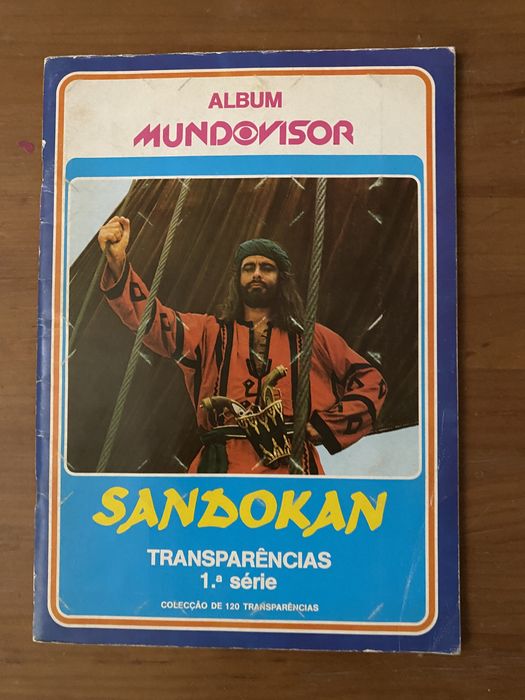 ALBUM
MUNDOVISOR
SANDOKAN
TRANSPARÊNCIAS
1.ª série
COLECÇÃO DE 120 TRANSPARÊNCIAS